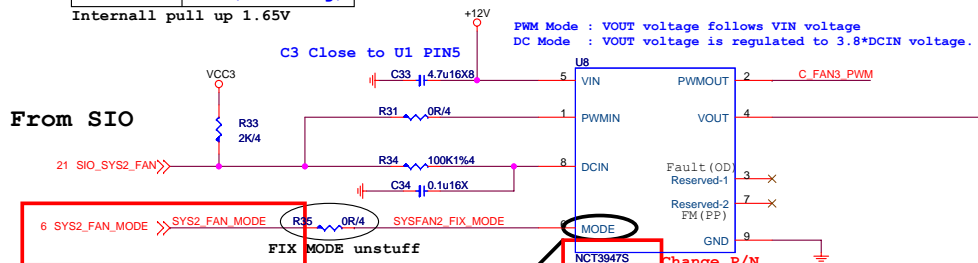 Internall pull up 1.65V
+12V
PWM Mode : VOUT voltage follows VIN voltage
DC Mode : VOUT voltage is regulated to 3.8*DCIN voltage.
C3 Close to U1 PIN5
U8
VCC3
C33 4.7u16X8
5 VIN
PWMOUT 2
C_FAN3_PWM
From SIO
R33
2K/4
R31 0R/4
1 PWMIN
VOUT 4
21 SIO_SYS2_FAN
R34 100K1%4
8 DCIN
Fault(OD)
Reserved-1 3
C34 0.1u16X
Reserved-2 7
FM(PP)
6 SYS2_FAN_MODE
SYS2_FAN_MODE
R35 0R/4
SYSFAN2_FIX_MODE
MODE
GND 9
FIX MODE unstuff
NCT3947S
Change P/N